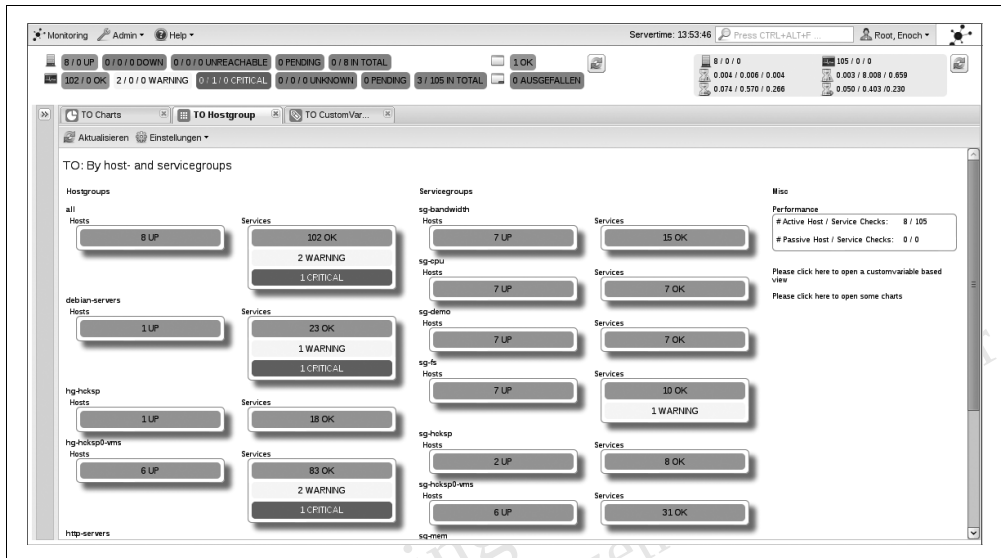 Monitoring Admin Help Servertime: 13:53:46 Press CTRL+ALT+F ... Root, Enoch
8 / 0 UP 0 / 0 / 0 DOWN 0 / 0 / 0 UNREACHABLE 0 PENDING 0 / 8 IN TOTAL 1 OK 8 / 0 / 0 105 / 0 / 0
102 / 0 OK 2 / 0 / 0 WARNING 0 / 1 / 0 CRITICAL 0 / 0 / 0 UNKNOWN 0 PENDING 3 / 105 IN TOTAL 0 AUSGEFALLEN 0.004 / 0.006 / 0.004 0.003 / 8.008 / 0.659
0.074 / 0.570 / 0.266 0.050 / 0.403 /0.230
TO Charts TO Hostgroup TO CustomVar...
Aktualisieren Einstellungen
TO: By host- and servicegroups
Hostgroups
all
Hosts Services
8 UP 102 OK
2 WARNING
1 CRITICAL
debian-servers
Hosts Services
1 UP 23 OK
1 WARNING
1 CRITICAL
hg-hcksp
Hosts Services
1 UP 18 OK
hg-hcksp0-vms
Hosts Services
6 UP 83 OK
2 WARNING
1 CRITICAL
http-servers
Servicegroups
sg-bandwidth
Hosts Services
7 UP 15 OK
sg-cpu
Hosts Services
7 UP 7 OK
sg-demo
Hosts Services
7 UP 7 OK
sg-fs
Hosts Services
7 UP 10 OK
1 WARNING
sg-hcksp
Hosts Services
2 UP 8 OK
sg-hcksp0-vms
Hosts Services
6 UP 31 OK
sg-mem
Misc
Performance
# Active Host / Service Checks: 8 / 105
# Passive Host / Service Checks: 0 / 0
Please click here to open a customvariable based
view
Please click here to open some charts